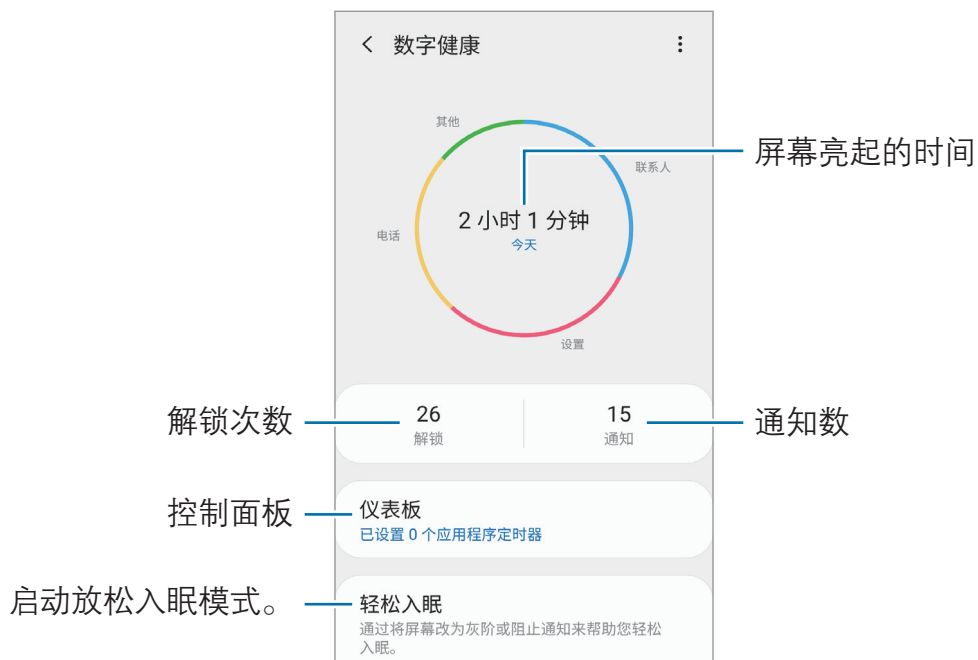 数字健康
其他
屏幕亮起的时间
联系人
2 小时 1 分钟
电话
今天
设置
解锁次数
26
15
通知数
解锁
通知
控制面板
仪表板
已设置 0 个应用程序定时器
启动放松入眠模式。
轻松入眠
通过将屏幕改为灰阶或阻止通知来帮助您轻松
入眠。